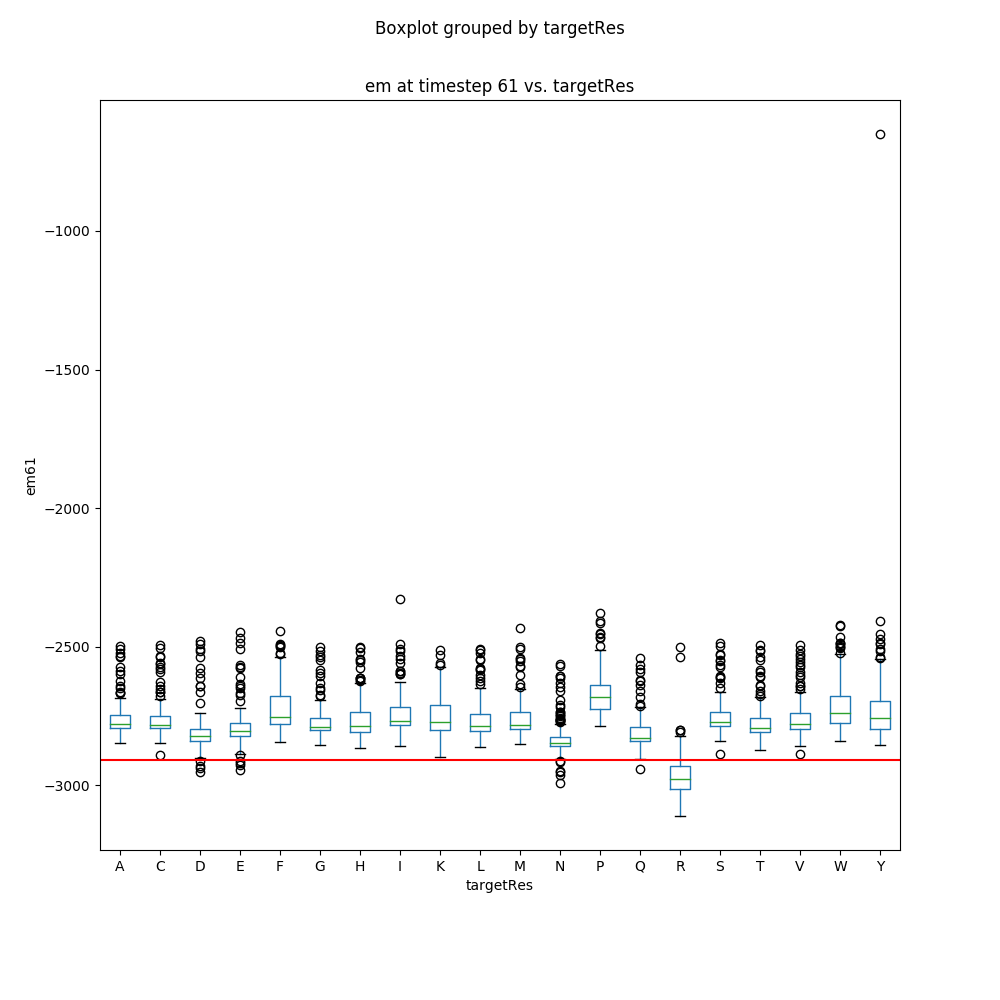 Boxplot grouped by targetRes
em at timestep 61 vs. targetRes
−1000
−1500
−2000
−2500
−3000
em61
A C D E F G H I K L M N P Q R S T V W Y
targetRes